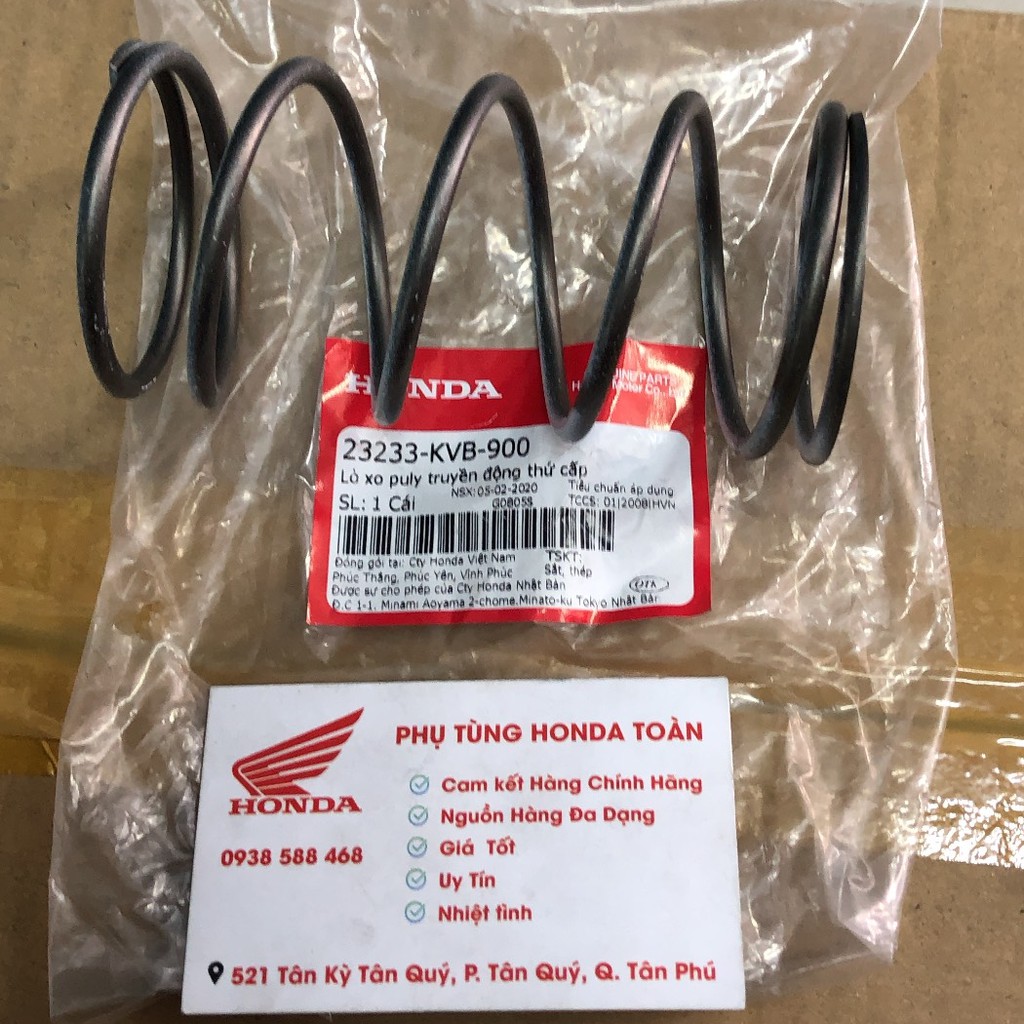 HONDA
23233-KVB-900
Lò xo puly truyền động thứ cấp
NSX:05-02-2020 Tiêu chuẩn áp dụng
SL: 1 Cái G0805S TCCS: 01|2008|HVN
Đóng gói tại: Cty Honda Việt Nam TSKT:
Phúc Thắng, Phúc Yên, Vĩnh Phúc Sắt, thép
Được sự cho phép của Cty Honda Nhật Bản
Đ.C 1-1, Minami Aoyama 2-chome.Minato-ku Tokyo Nhật Bản
PHỤ TÙNG HONDA TOÀN
Cam kết Hàng Chính Hãng
HONDA
Nguồn Hàng Đa Dạng
0938 588 468
Giá Tốt
Uy Tín
Nhiệt tình
521 Tân Kỳ Tân Quý, P. Tân Quý, Q. Tân Phú